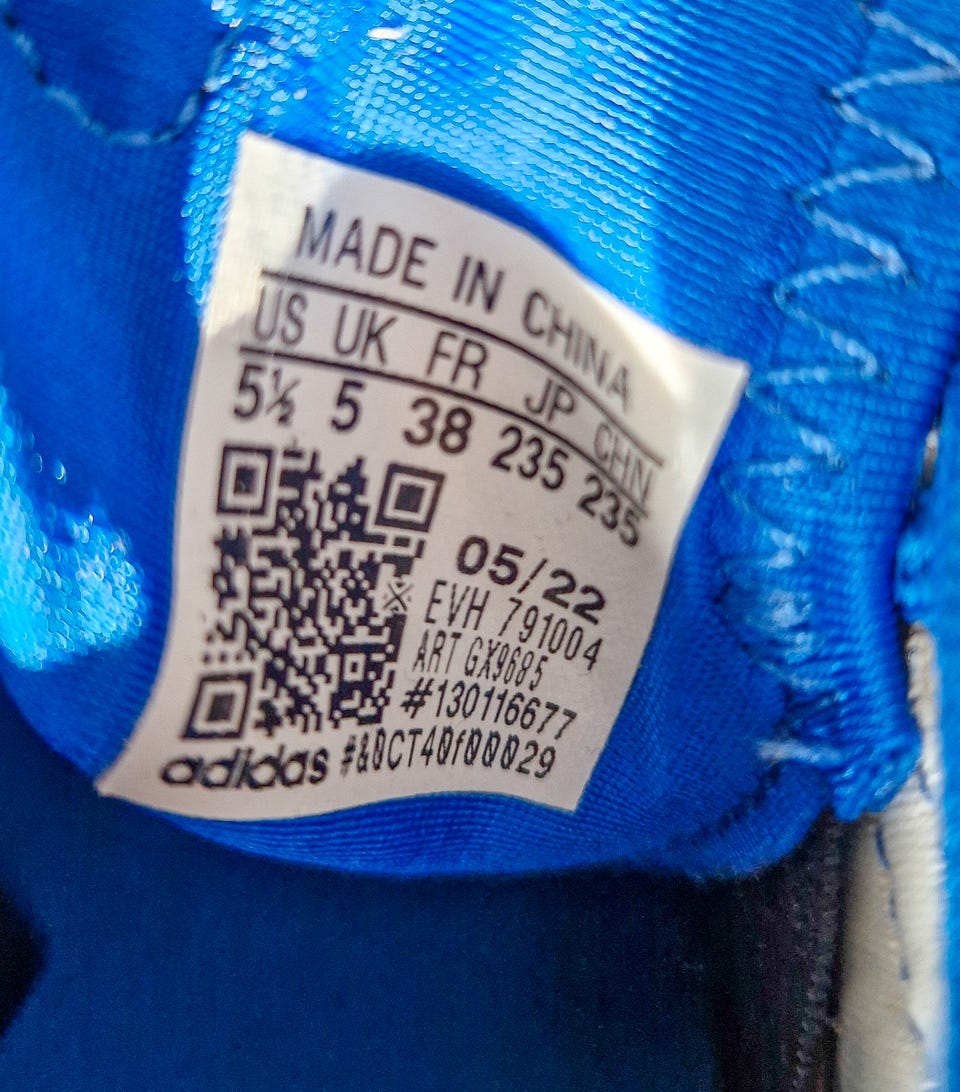 MADE IN CHINA
US UK FR JP CHN
5½ 5 38 235 235
05/22
EVH 791004
ART GX9685
#130116677
adidas #&0CT40f00029